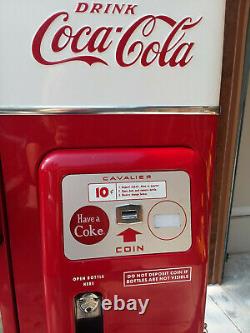 DRINK
Coca-Cola
CAVALIER
10¢
Have a
Coke
COIN
OPEN BOTTLE
HERE
DO NOT DEPOSIT COIN IF
BOTTLES ARE NOT VISIBLE